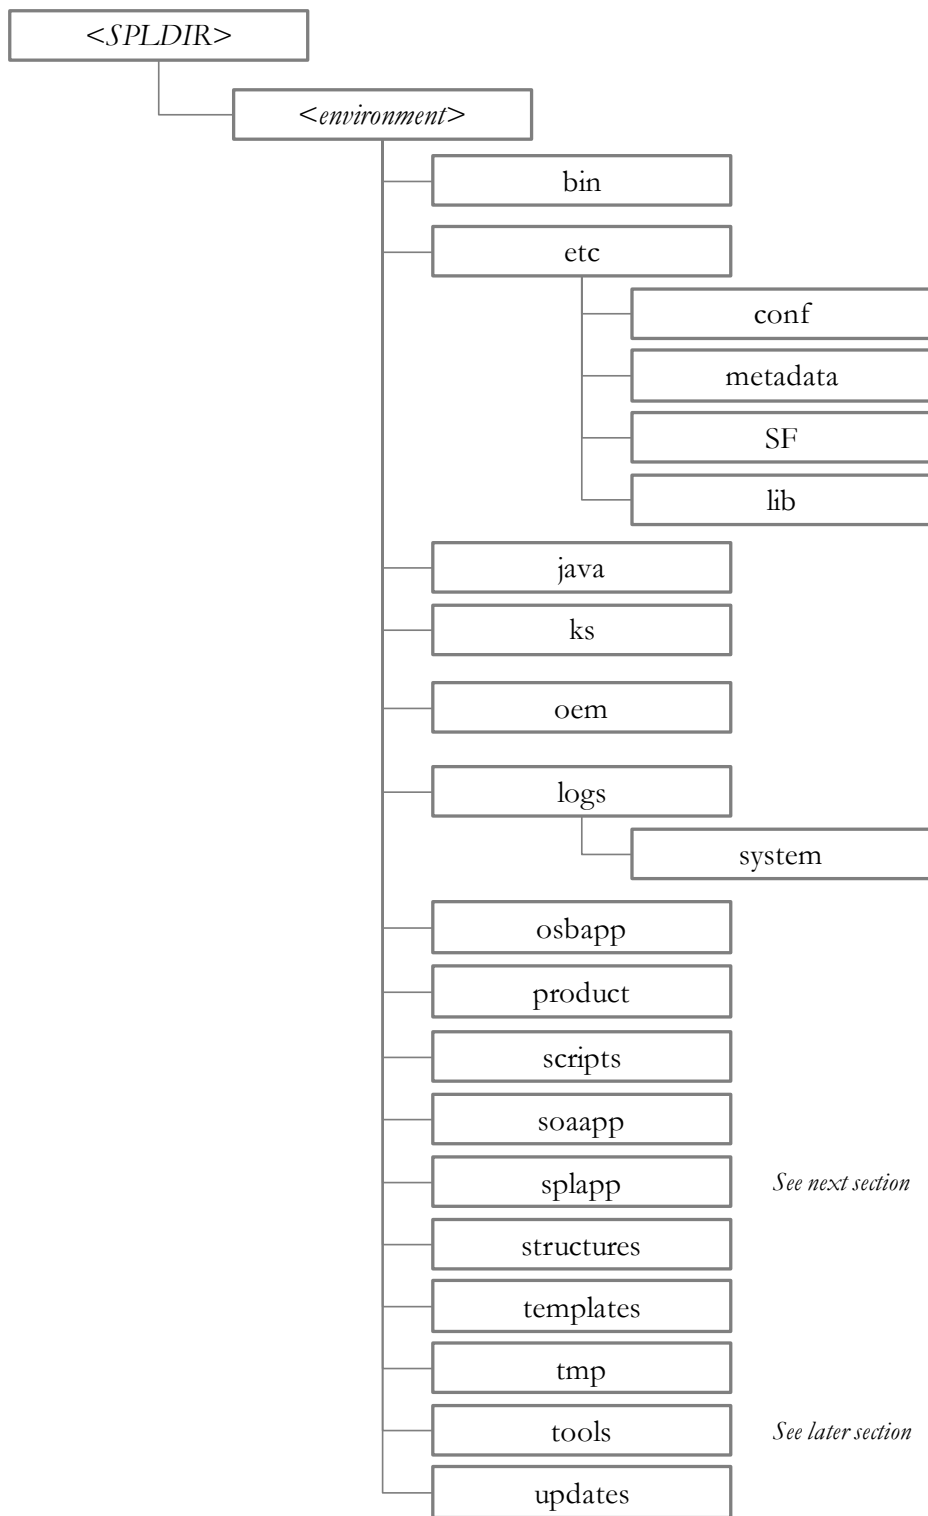 <SPLDIR>
<environment>
bin
etc
conf
metadata
SF
lib
java
ks
oem
logs
system
osbapp
product
scripts
soaapp
splapp See next section
structures
templates
tmp
tools See later section
updates